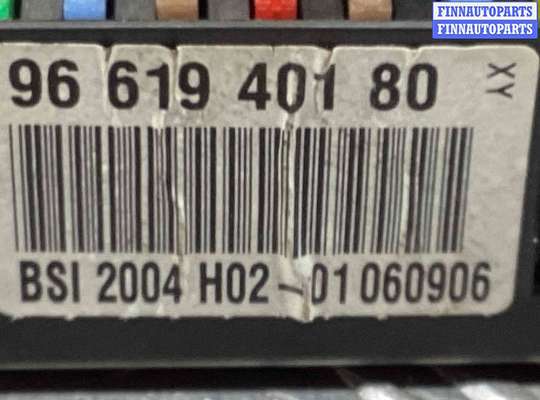 FINNAUTOPARTS
FINNAUTOPARTS
96 619 401 80
XY
BSI 2004 H02-01 060906